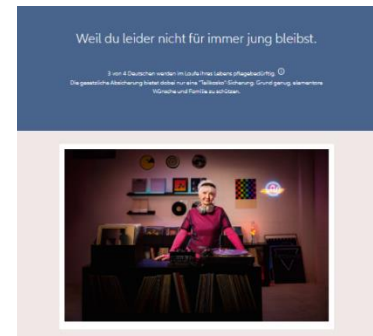 Weil du leider nicht für immer jung bleibst.
3 von 4 Deutschen werden im Laufe ihres Lebens pflegebedürftig.
Die gesetzliche Absicherung bietet dabei nur eine "Teilkasko" Sicherung. Grund genug, elementare
Wünsche und Familie zu schützen.